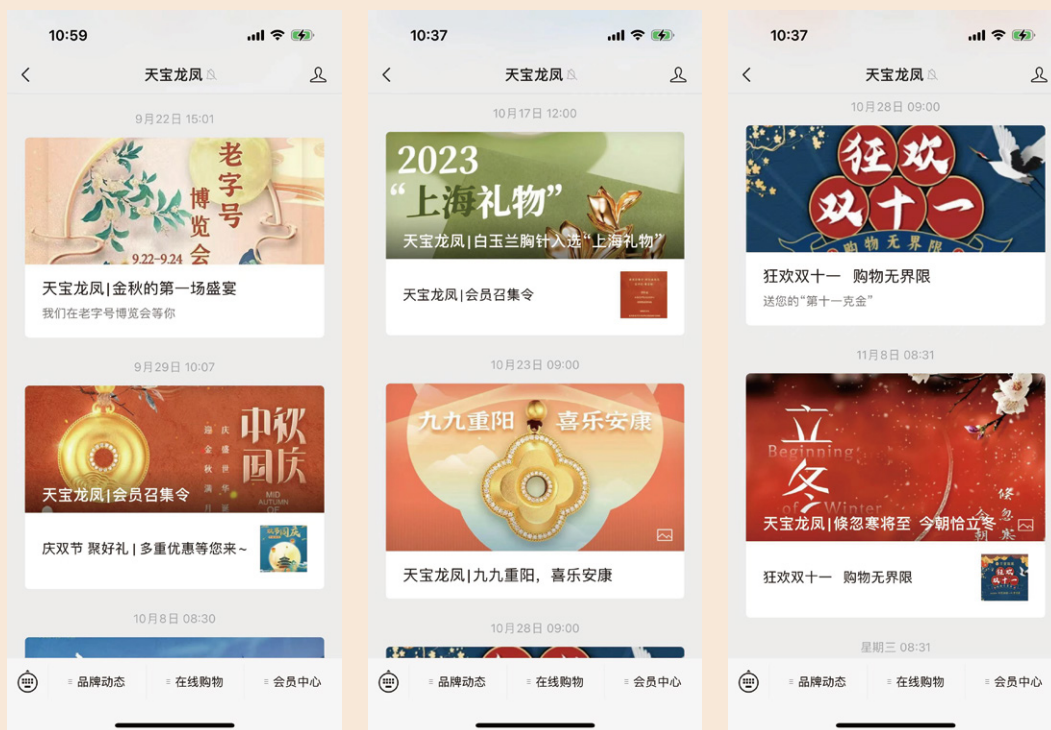 10:59
天宝龙凤
9月22日 15:01
老字号
博览会
9.22-9.24
天宝龙凤|金秋的第一场盛宴
我们在老字号博览会等你
9月29日 10:07
中秋
国庆
MID
AUTUMN
OF
天宝龙凤|会员召集令
庆双节 聚好礼 | 多重优惠等您来~
10月8日 08:30
品牌动态
在线购物
会员中心
10:37
天宝龙凤
10月17日 12:00
2023
“上海礼物”
天宝龙凤|白玉兰胸针入选“上海礼物”
天宝龙凤|会员召集令
10月23日 09:00
九九重阳 喜乐安康
天宝龙凤|九九重阳，喜乐安康
10月28日 09:00
品牌动态
在线购物
会员中心
10:37
天宝龙凤
10月28日 09:00
狂欢
双十一
购物无界限
狂欢双十一 购物无界限
送您的“第十一克金”
11月8日 08:31
立
Beginning
冬
of Winter
天宝龙凤|倏忽寒将至 今朝恰立冬
狂欢双十一 购物无界限
狂欢
双十一
星期三 08:31
品牌动态
在线购物
会员中心